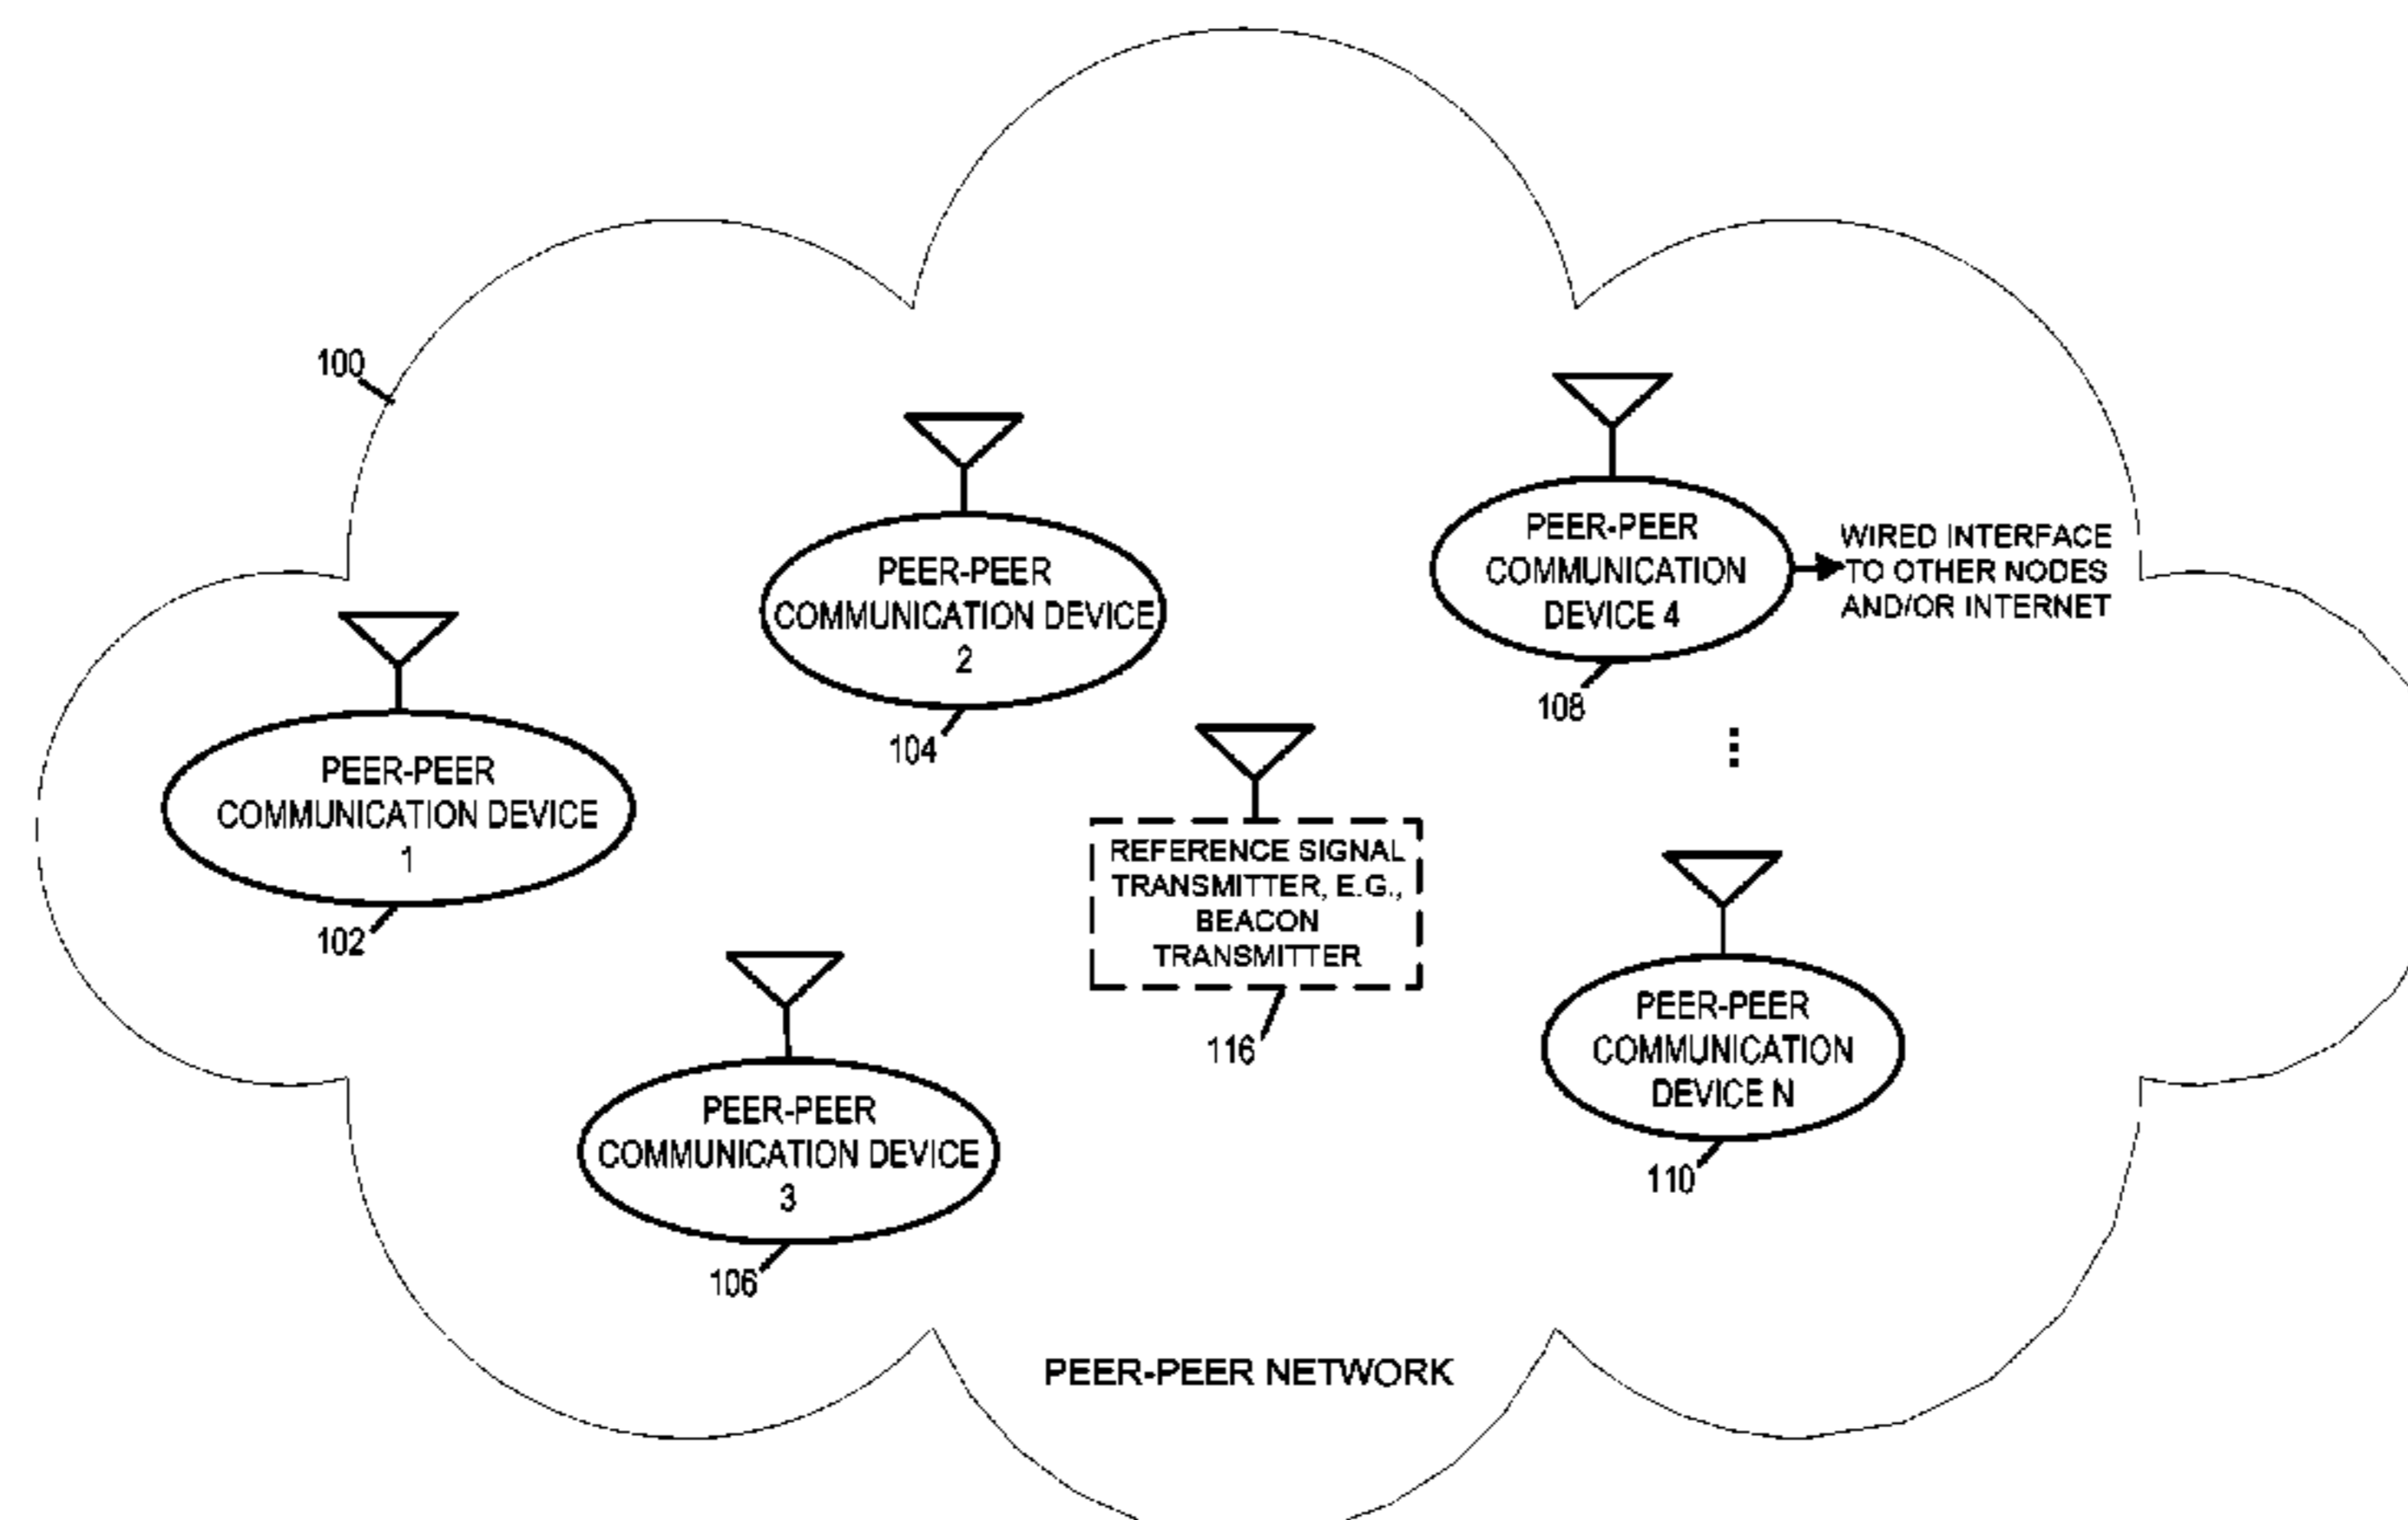 100
PEER-PEER
COMMUNICATION DEVICE
1
102
PEER-PEER
COMMUNICATION DEVICE
2
104
PEER-PEER
COMMUNICATION DEVICE
3
106
PEER-PEER
COMMUNICATION
DEVICE 4
108
WIRED INTERFACE
TO OTHER NODES
AND/OR INTERNET
REFERENCE SIGNAL
TRANSMITTER, E.G.,
BEACON
TRANSMITTER
116
PEER-PEER
COMMUNICATION
DEVICE N
110
PEER-PEER NETWORK